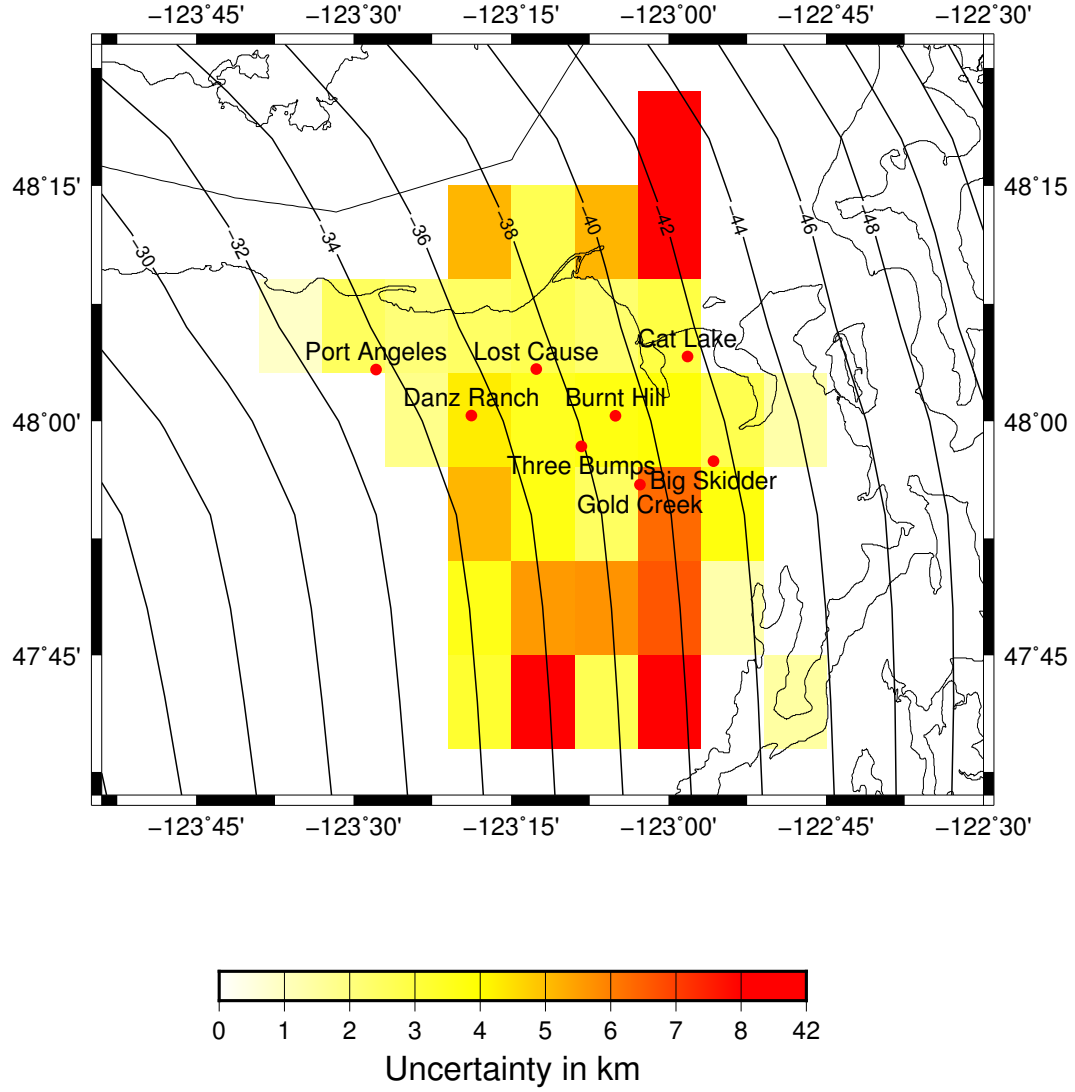 −123˚45' −123˚30' −123˚15' −123˚00' −122˚45' −122˚30'
48˚15' 48˚15'
−30 −32 −34 −36 −38 −40 −42 −44 −46 −48
Cat Lake
Port Angeles Lost Cause
Danz Ranch Burnt Hill
48˚00' 48˚00'
Three Bumps
Big Skidder
Gold Creek
47˚45' 47˚45'
−123˚45' −123˚30' −123˚15' −123˚00' −122˚45' −122˚30'
0 1 2 3 4 5 6 7 8 42
Uncertainty in km